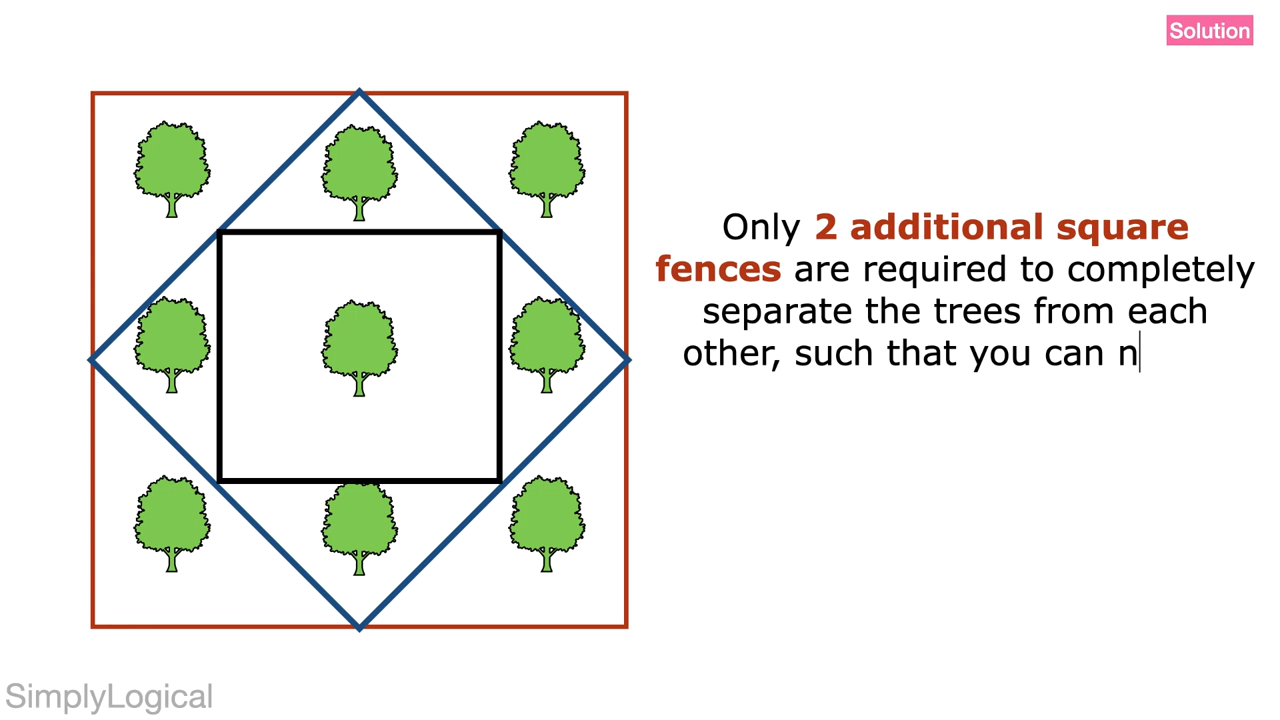 Solution
Only 2 additional square
fences are required to completely
separate the trees from each
other, such that you can n
SimplyLogical